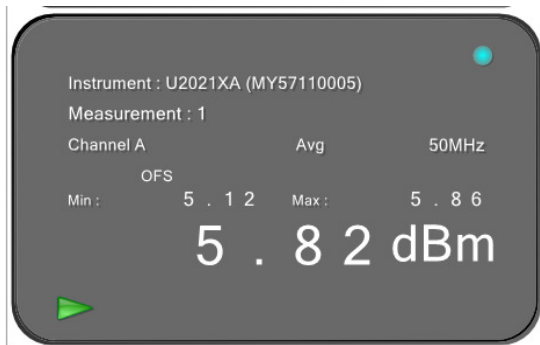 Instrument : U2021XA (MY57110005)
Measurement : 1
Channel A Avg 50MHz
OFS
Min : 5 . 1 2 Max : 5 . 8 6
5 . 8 2 dBm